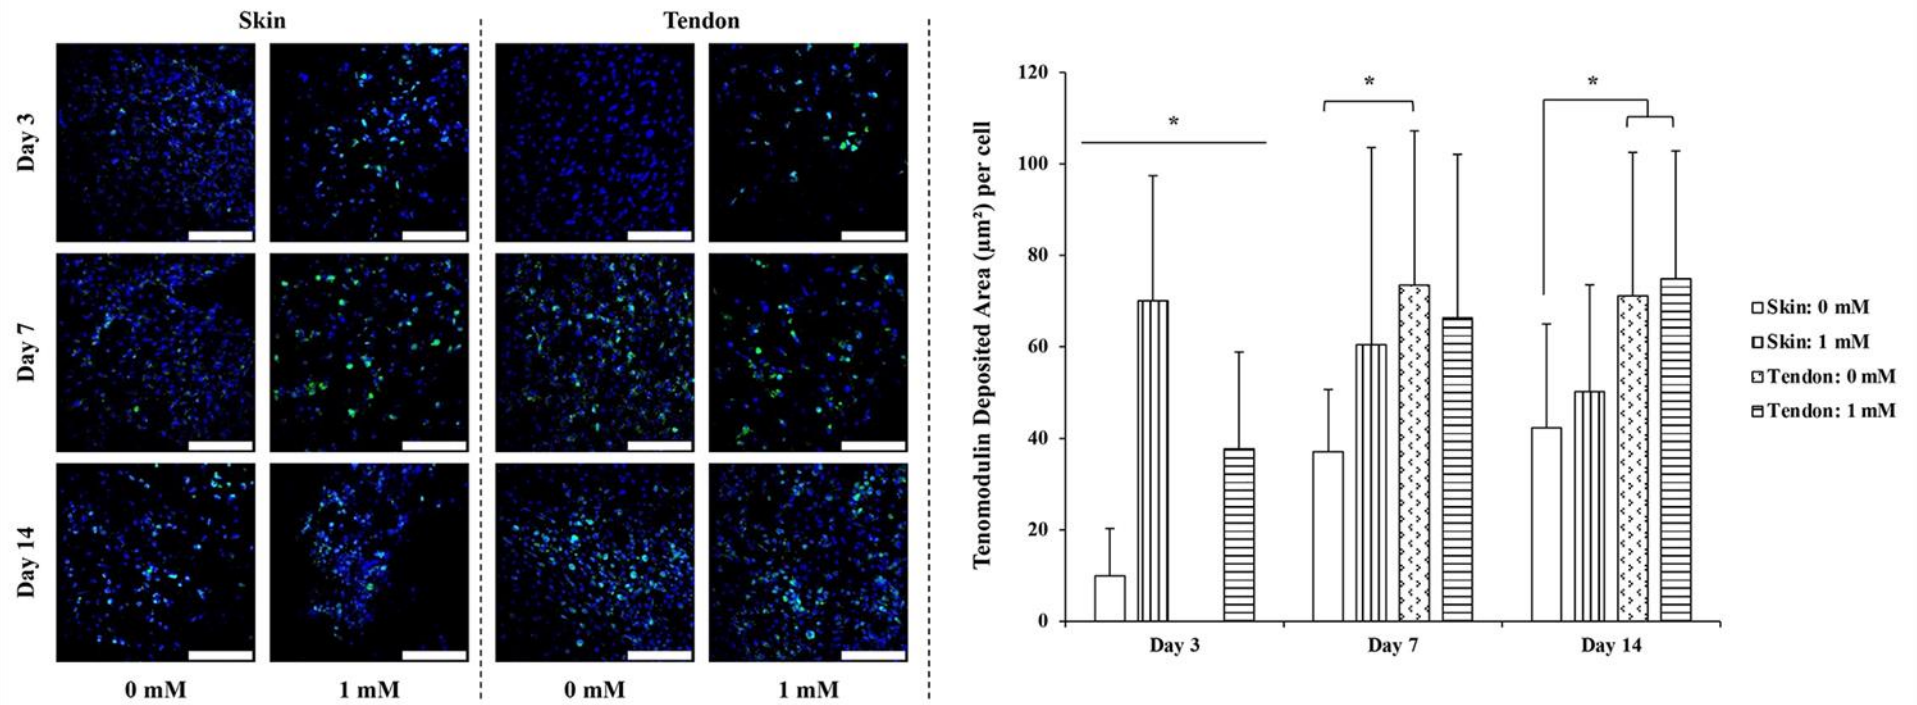 Skin
Tendon
Day 3
Day 7
Day 14
0 mM
1 mM
0 mM
1 mM
Tenomodulin Deposited Area (µm²) per cell
120
100
80
60
40
20
0
*
*
*
Day 3
Day 7
Day 14
Skin: 0 mM
Skin: 1 mM
Tendon: 0 mM
Tendon: 1 mM